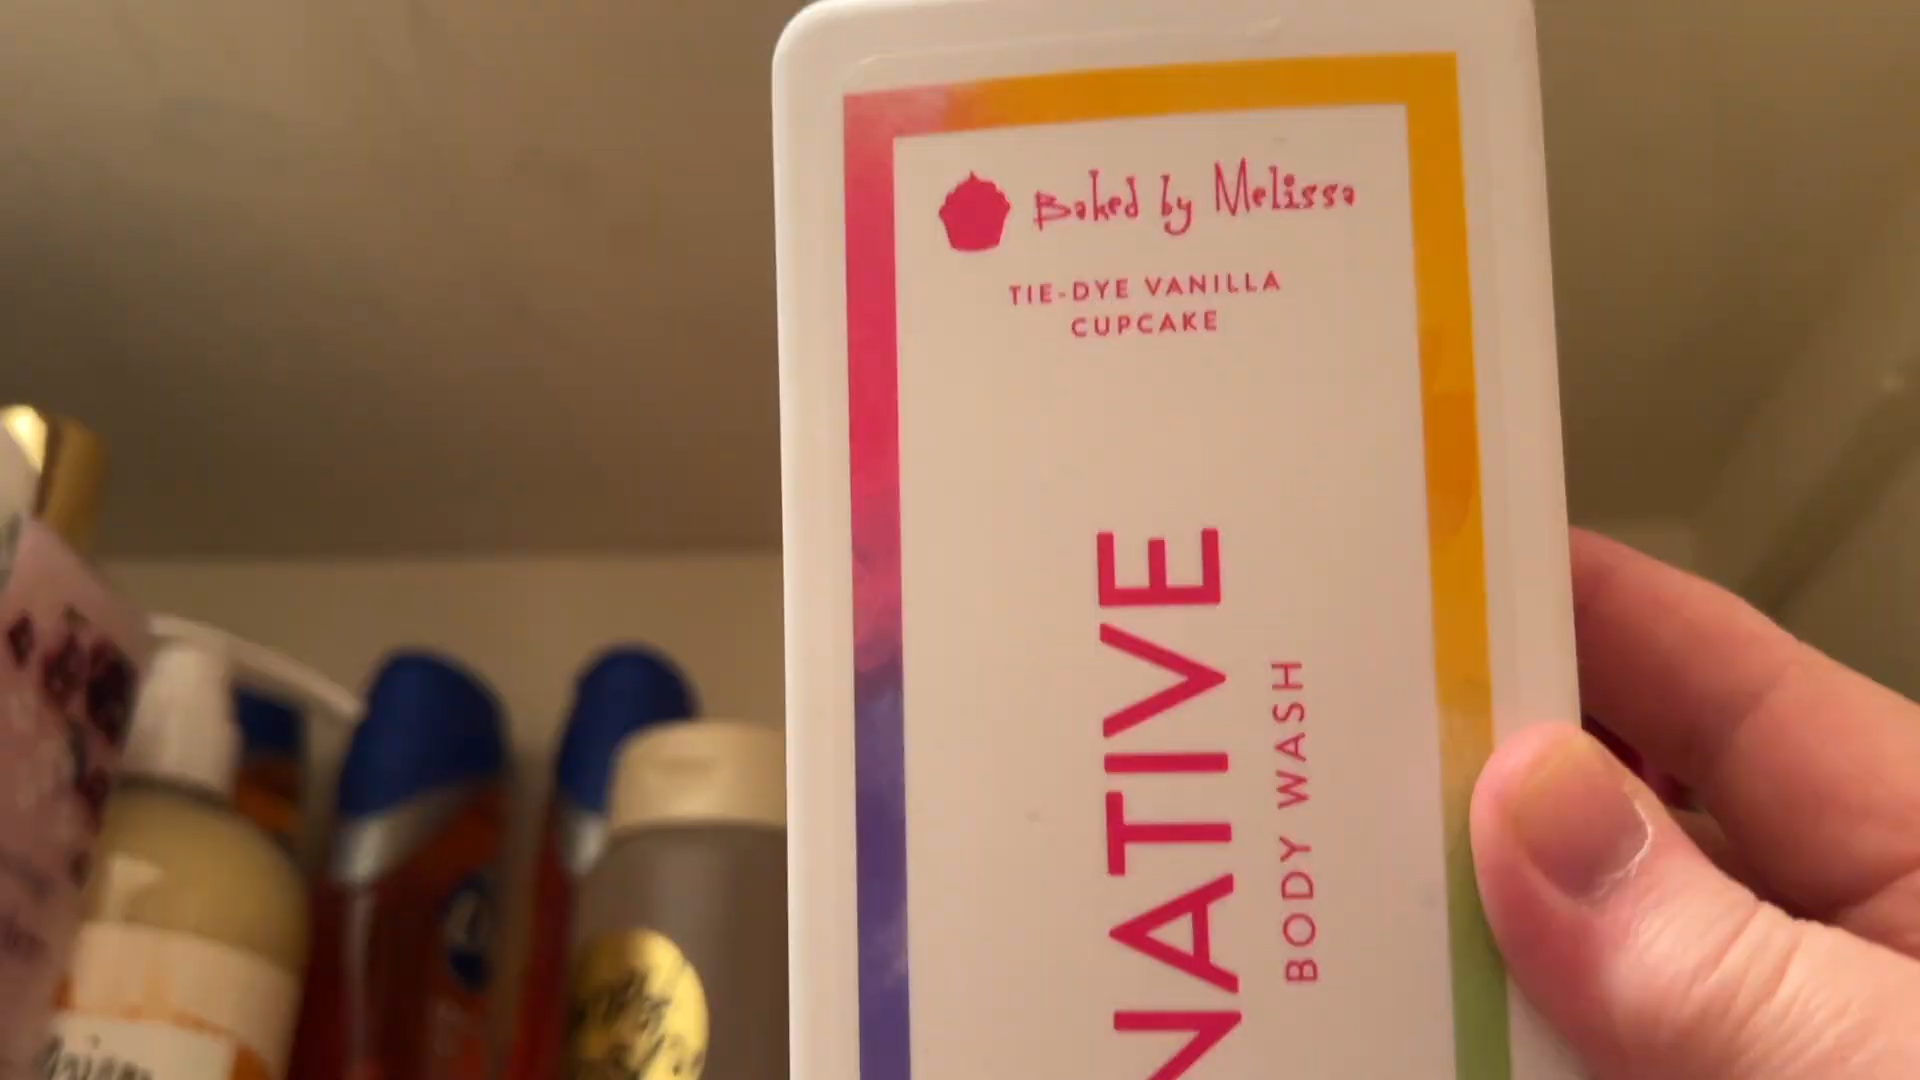 Baked by Melissa
TIE-DYE VANILLA
CUPCAKE
NATIVE
BODY WASH